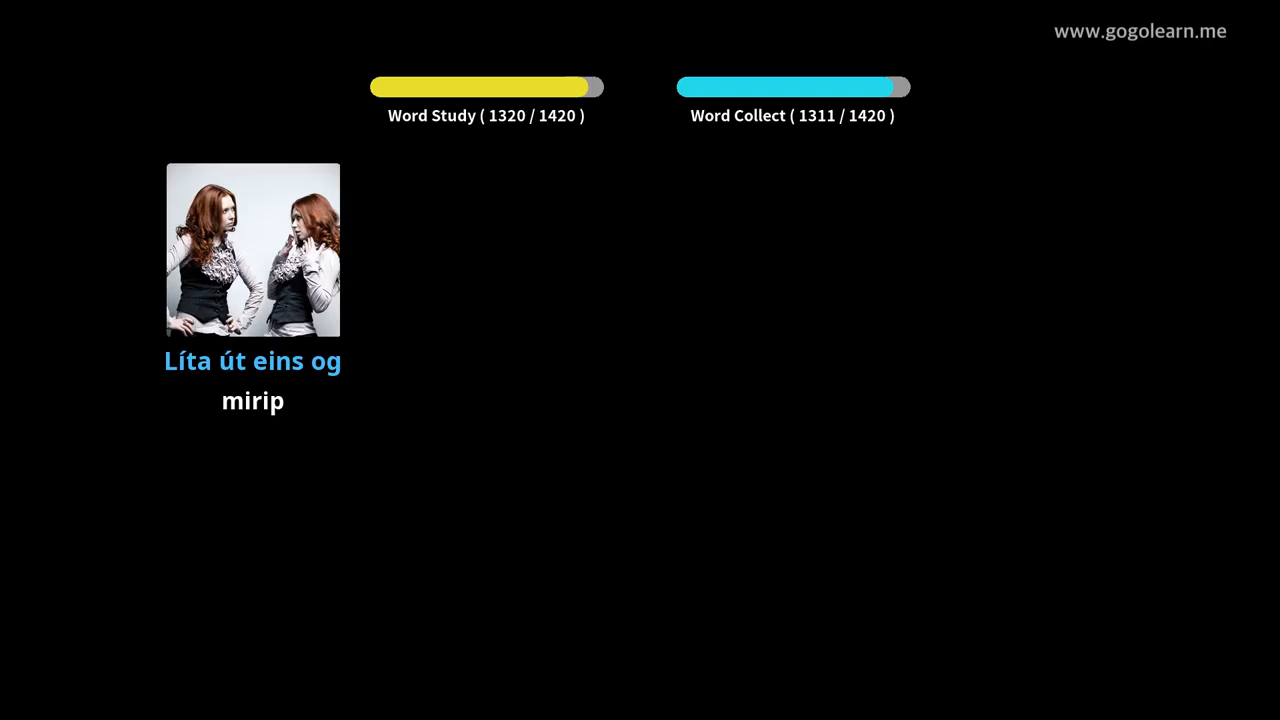 www.gogolearn.me
Word Study ( 1320 / 1420 )
Word Collect ( 1311 / 1420 )
Líta út eins og
mirip